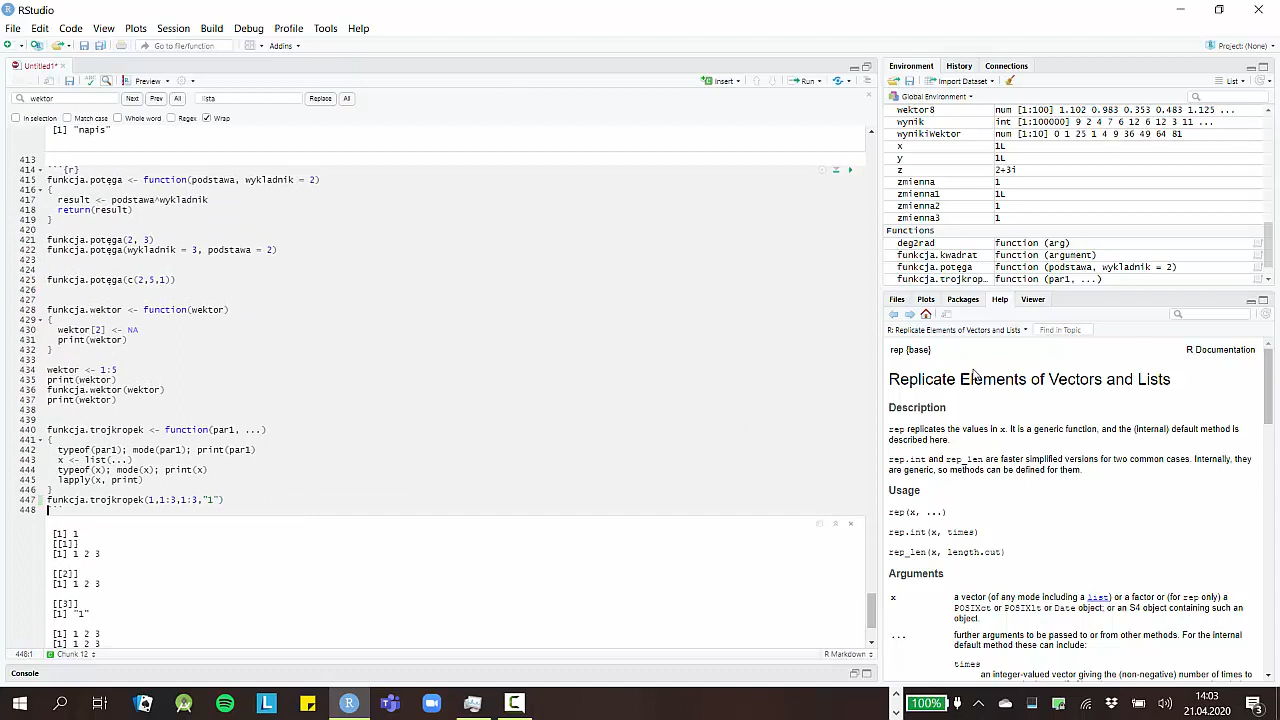 RStudio
File Edit Code View Plots Session Build Debug Profile Tools Help
Go to file/function Addins Project: (None)
Untitled1*
Preview Insert Run
wektor Next Prev All lista Replace All
In selection Match case Whole word Regex Wrap
[1] "napis"
413
414 ```{r}
415 funkcja.potęga <- function(podstawa, wykladnik = 2)
416 {
417 result <- podstawa^wykladnik
418 return(result)
419 }
420
421 funkcja.potęga(2, 3)
422 funkcja.potęga(wykladnik = 3, podstawa = 2)
423
424
425 funkcja.potęga(c(2,5,1))
426
427
428 funkcja.wektor <- function(wektor)
429 {
430 wektor[2] <- NA
431 print(wektor)
432 }
433
434 wektor <- 1:5
435 print(wektor)
436 funkcja.wektor(wektor)
437 print(wektor)
438
439
440 funkcja.trojkropek <- function(par1, ...)
441 {
442 typeof(par1); mode(par1); print(par1)
443 x <- list(...)
444 typeof(x); mode(x); print(x)
445 lapply(x, print)
446 }
447 funkcja.trojkropek(1,1:3,1:3,"1")
448 ```
[1] 1
[[1]]
[1] 1 2 3
[[2]]
[1] 1 2 3
[[3]]
[1] "1"
[1] 1 2 3
[1] 1 2 3
448:1 Chunk 12 R Markdown
Console
Environment History Connections
Import Dataset List
Global Environment
wektor8 num [1:100] 1.102 0.983 0.353 0.483 1.125 ...
wynik int [1:100000] 9 2 4 7 6 12 6 12 3 11 ...
wynikiWektor num [1:10] 0 1 25 1 4 9 36 49 64 81
x 1L
y 1L
z 2+3i
zmienna 1
zmienna1 1L
zmienna2 1
zmienna3 1
Functions
deg2rad function (arg)
funkcja.kwadrat function (argument)
funkcja.potęga function (podstawa, wykladnik = 2)
funkcja.trojkrop… function (par1, ...)
Files Plots Packages Help Viewer
R: Replicate Elements of Vectors and Lists Find in Topic
rep {base} R Documentation
Replicate Elements of Vectors and Lists
Description
rep replicates the values in x. It is a generic function, and the (internal) default method is
described here.
rep.int and rep_len are faster simplified versions for two common cases. Internally, they
are generic, so methods can be defined for them.
Usage
rep(x, ...)
rep.int(x, times)
rep_len(x, length.out)
Arguments
x a vector (of any mode including a list) or a factor or (for rep only) a
POSIXct or POSIXlt or Date object; or an S4 object containing such an
object.
... further arguments to be passed to or from other methods. For the internal
default method these can include:
times
an integer-valued vector giving the (non-negative) number of times to
100% 14:03
21.04.2020
3